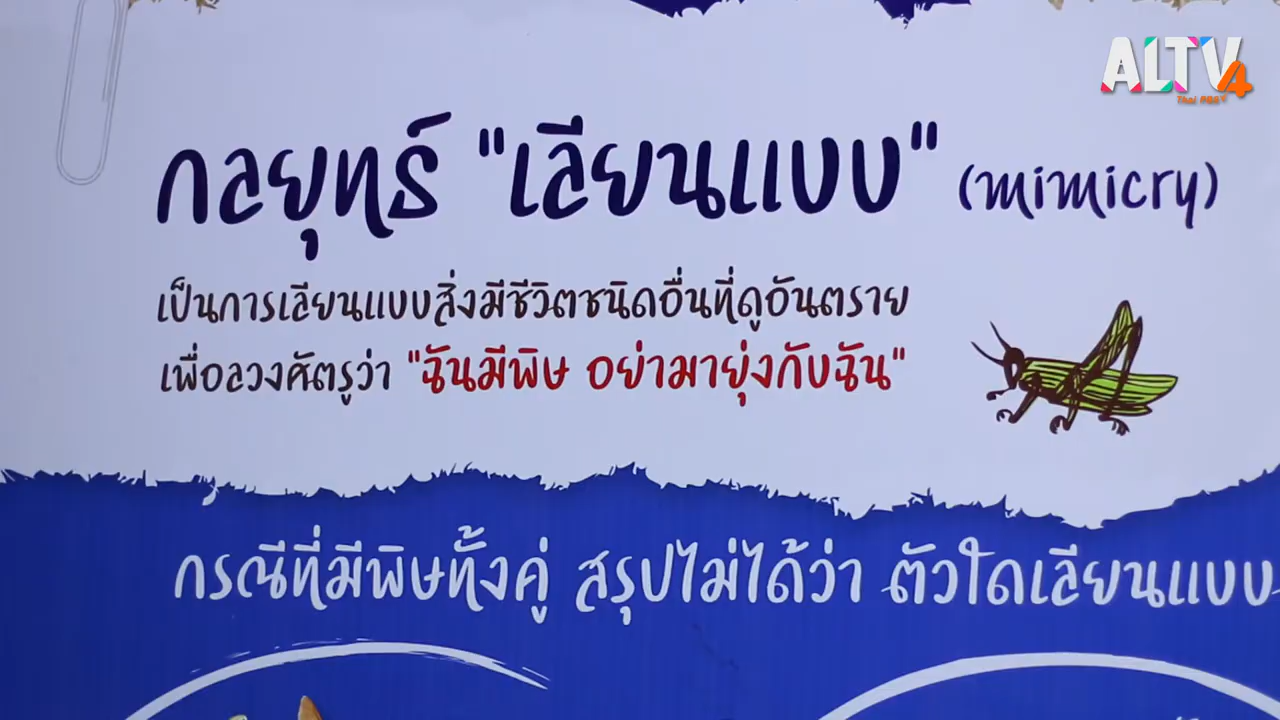 ALTV4
Thai PBS
กลยุทธ์ "เลียนแบบ" (mimicry)
เป็นการเลียนแบบสิ่งมีชีวิตชนิดอื่นที่ดูอันตราย
เพื่อลวงศัตรูว่า "ฉันมีพิษ อย่ามายุ่งกับฉัน"
กรณีที่มีพิษทั้งคู่ สรุปไม่ได้ว่า ตัวใดเลียนแบบ